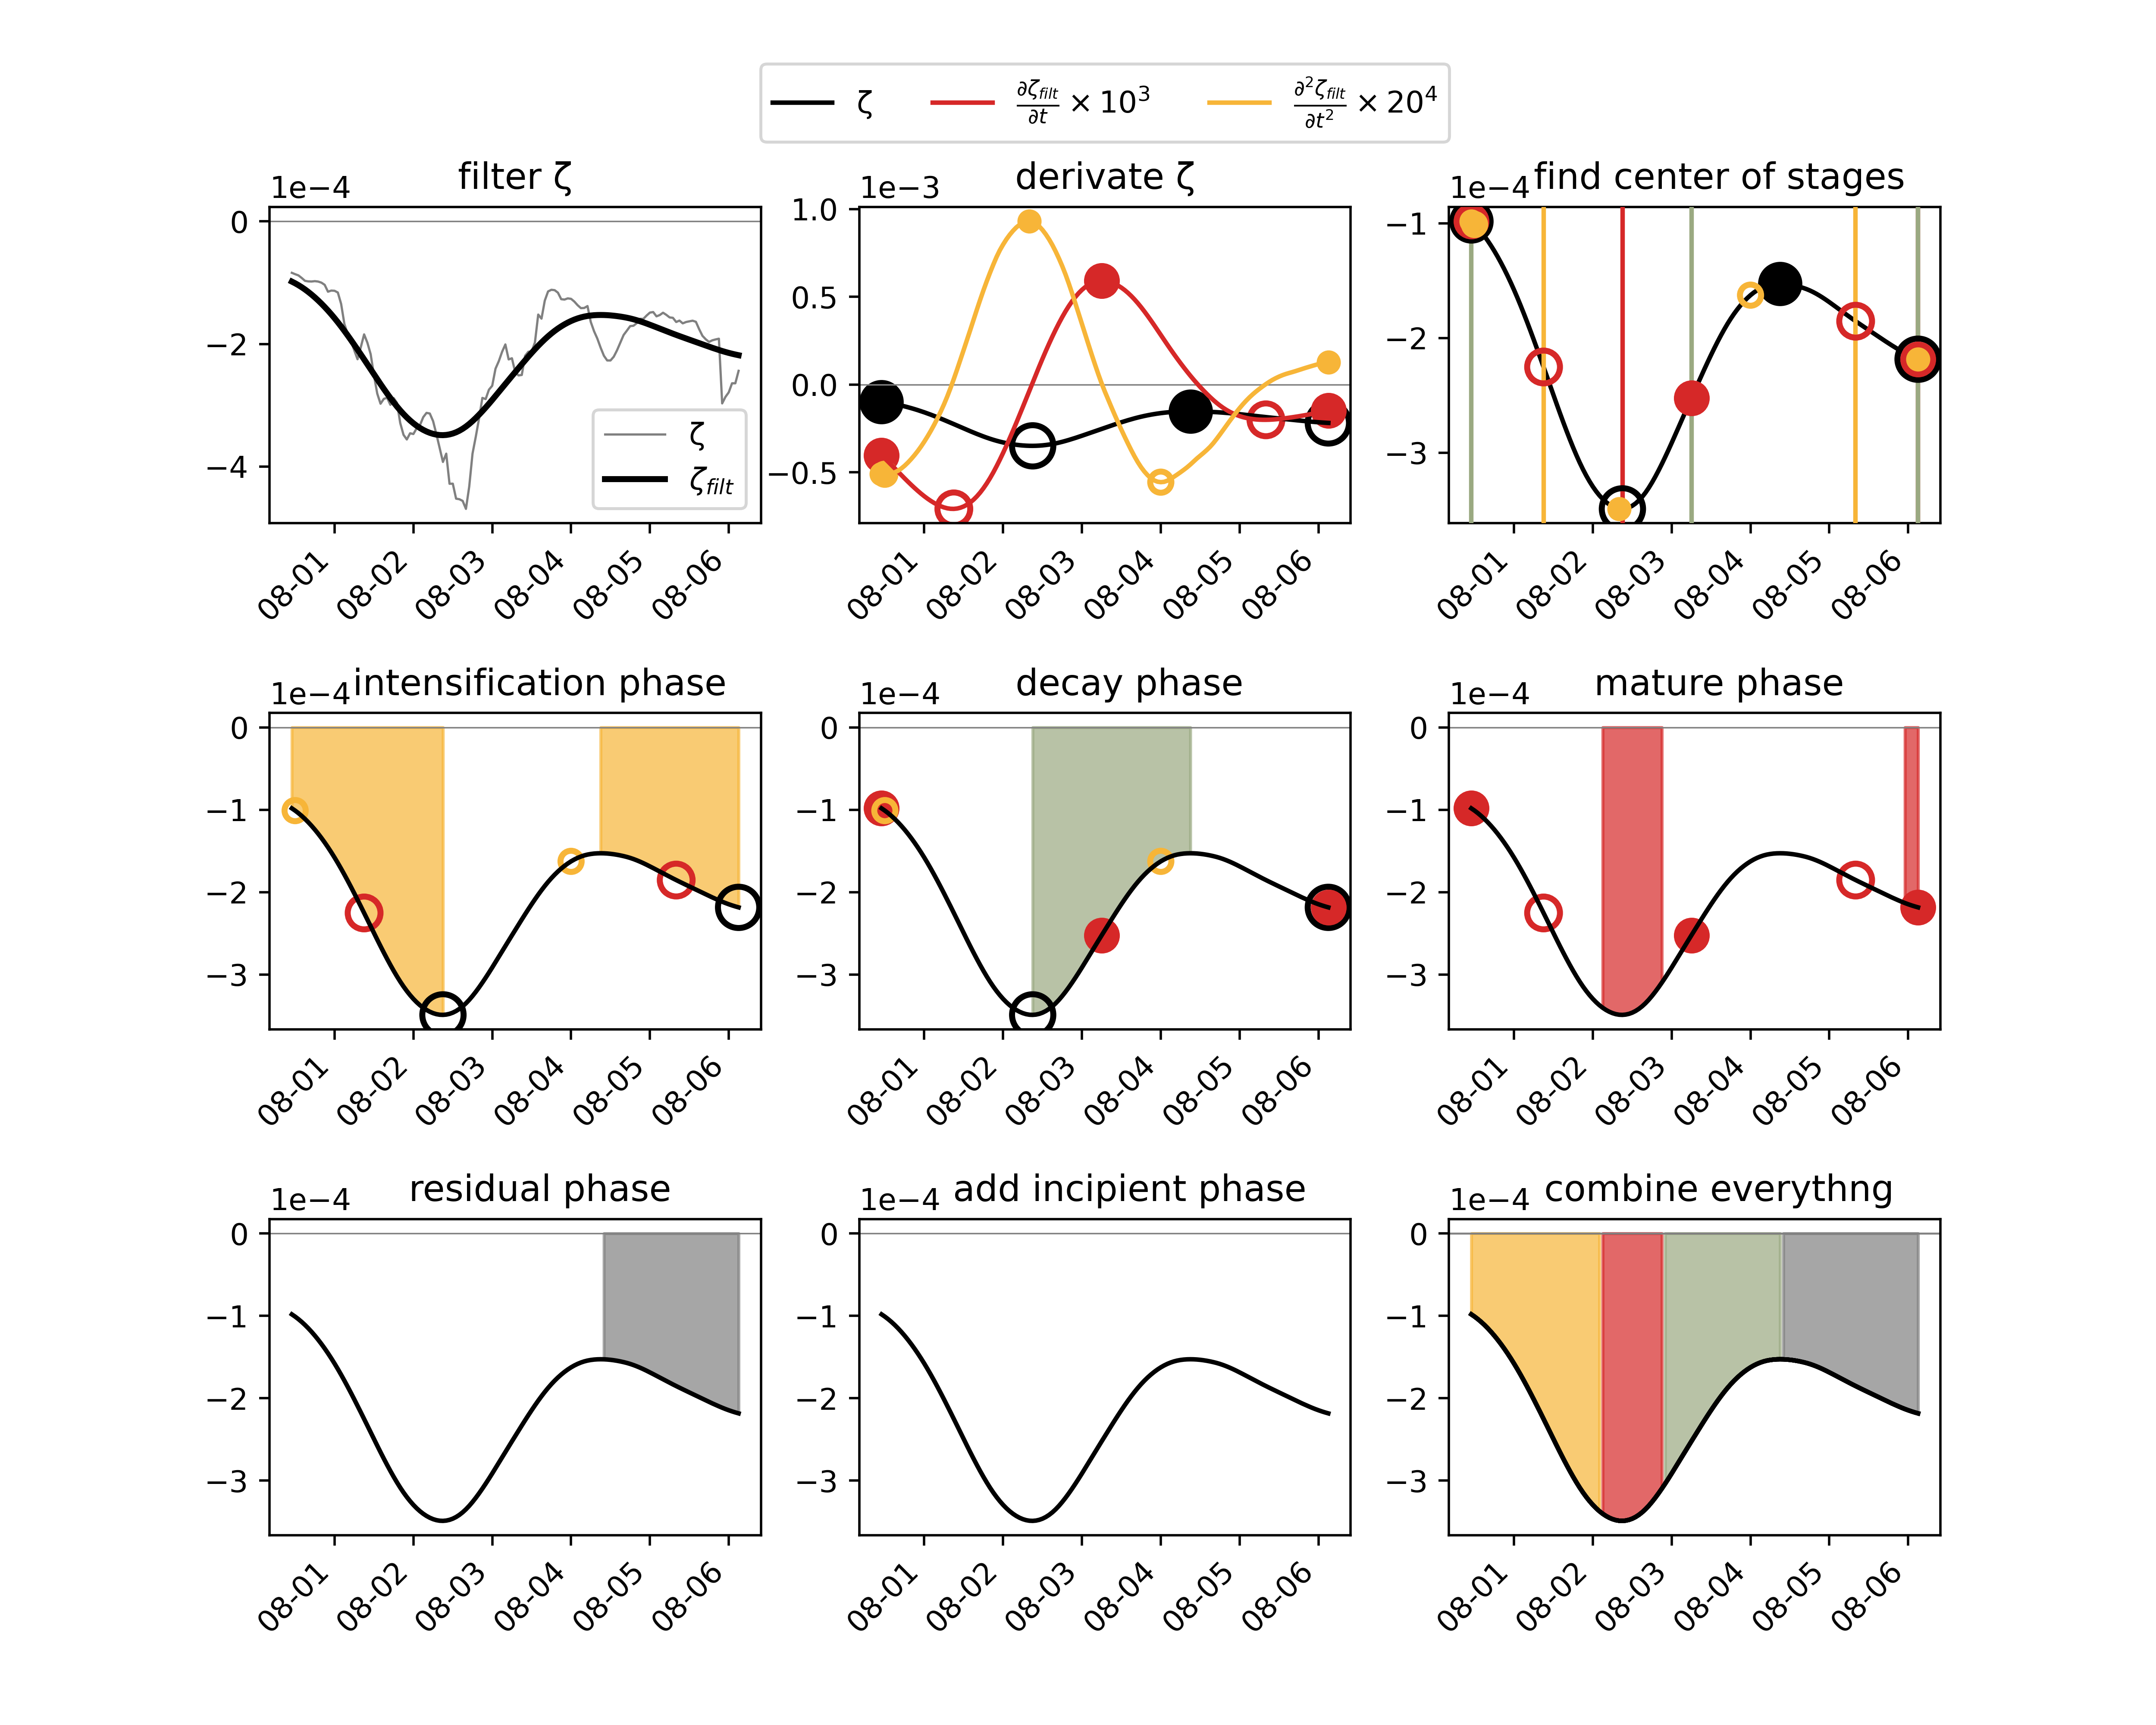 ζ ∂ζ_filt/∂t × 10³ ∂²ζ_filt/∂t² × 20⁴
filter ζ
1e−4
0
−2
−4
ζ
ζ_filt
08-01 08-02 08-03 08-04 08-05 08-06
derivate ζ
1e−3
1.0
0.5
0.0
−0.5
08-01 08-02 08-03 08-04 08-05 08-06
find center of stages
1e−4
−1
−2
−3
08-01 08-02 08-03 08-04 08-05 08-06
intensification phase
1e−4
0
−1
−2
−3
08-01 08-02 08-03 08-04 08-05 08-06
decay phase
1e−4
0
−1
−2
−3
08-01 08-02 08-03 08-04 08-05 08-06
mature phase
1e−4
0
−1
−2
−3
08-01 08-02 08-03 08-04 08-05 08-06
residual phase
1e−4
0
−1
−2
−3
08-01 08-02 08-03 08-04 08-05 08-06
add incipient phase
1e−4
0
−1
−2
−3
08-01 08-02 08-03 08-04 08-05 08-06
combine everythng
1e−4
0
−1
−2
−3
08-01 08-02 08-03 08-04 08-05 08-06